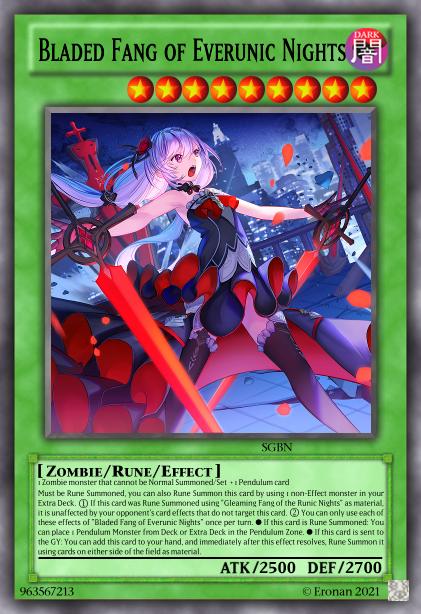 BLADED FANG OF EVERUNIC NIGHTS
DARK
闇
SGBN
[ ZOMBIE/RUNE/EFFECT ]
1 Zombie monster that cannot be Normal Summoned/Set + 1 Pendulum card
Must be Rune Summoned, you can also Rune Summon this card by using 1 non-Effect monster in your
Extra Deck. ① If this card was Rune Summoned using "Gleaming Fang of the Runic Nights" as material,
it is unaffected by your opponent's card effects that do not target this card. ② You can only use each of
these effects of "Bladed Fang of Everunic Nights" once per turn. ● If this card is Rune Summoned: You
can place 1 Pendulum Monster from Deck or Extra Deck in the Pendulum Zone. ● If this card is sent to
the GY: You can add this card to your hand, and immediately after this effect resolves, Rune Summon it
using cards on either side of the field as material.
ATK/2500 DEF/2700
963567213
© Eronan 2021